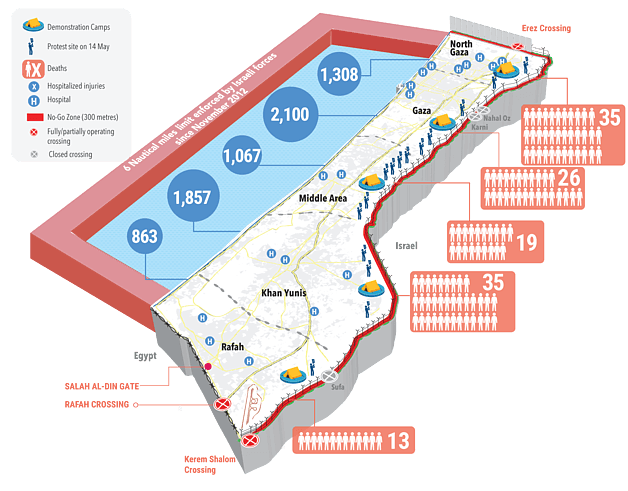 Demonstration Camps
Protest site on 14 May
Deaths
X
Hospitalized injuries
H
Hospital
No-Go Zone (300 metres)
Fully/partially operating
crossing
Closed crossing
6 Nautical miles limit enforced by Israeli forces
since November 2012
Erez Crossing
North
Gaza
1,308
2,100
Gaza
Nahal Oz
Karni
35
1,067
26
1,857
Middle Area
19
863
Israel
Khan Yunis
35
Egypt
Rafah
SALAH AL-DIN GATE
Sufa
RAFAH CROSSING
13
Kerem Shalom
Crossing